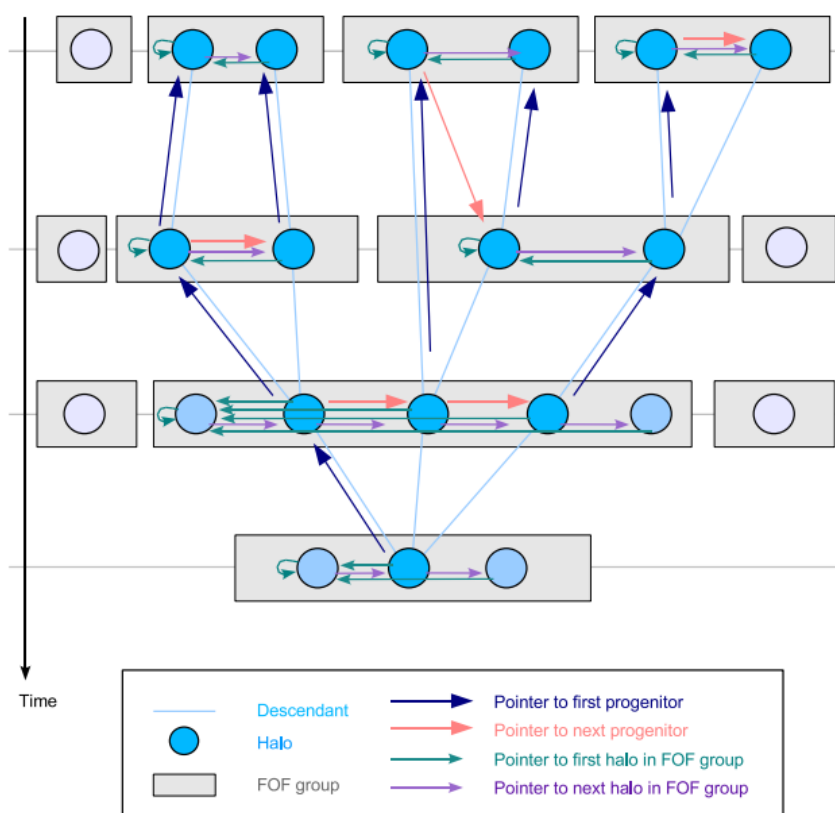 Time
Descendant
Halo
FOF group
Pointer to first progenitor
Pointer to next progenitor
Pointer to first halo in FOF group
Pointer to next halo in FOF group